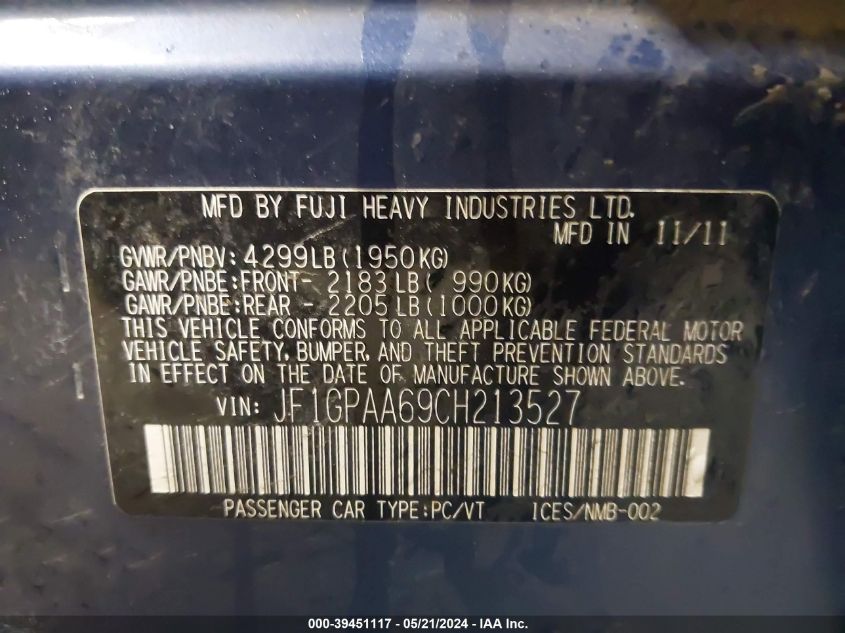 MFD BY FUJI HEAVY INDUSTRIES LTD.
MFD IN 11/11
GVWR/PNBV: 4299LB(1950KG)
GAWR/PNBE:FRONT- 2183LB( 990KG)
GAWR/PNBE:REAR - 2205LB(1000KG)
THIS VEHICLE CONFORMS TO ALL APPLICABLE FEDERAL MOTOR
VEHICLE SAFETY, BUMPER, AND THEFT PREVENTION STANDARDS
IN EFFECT ON THE DATE OF MANUFACTURE SHOWN ABOVE.
VIN: JF1GPAA69CH213527
PASSENGER CAR TYPE:PC/VT ICES/NMB-002
000-39451117 - 05/21/2024 - IAA Inc.